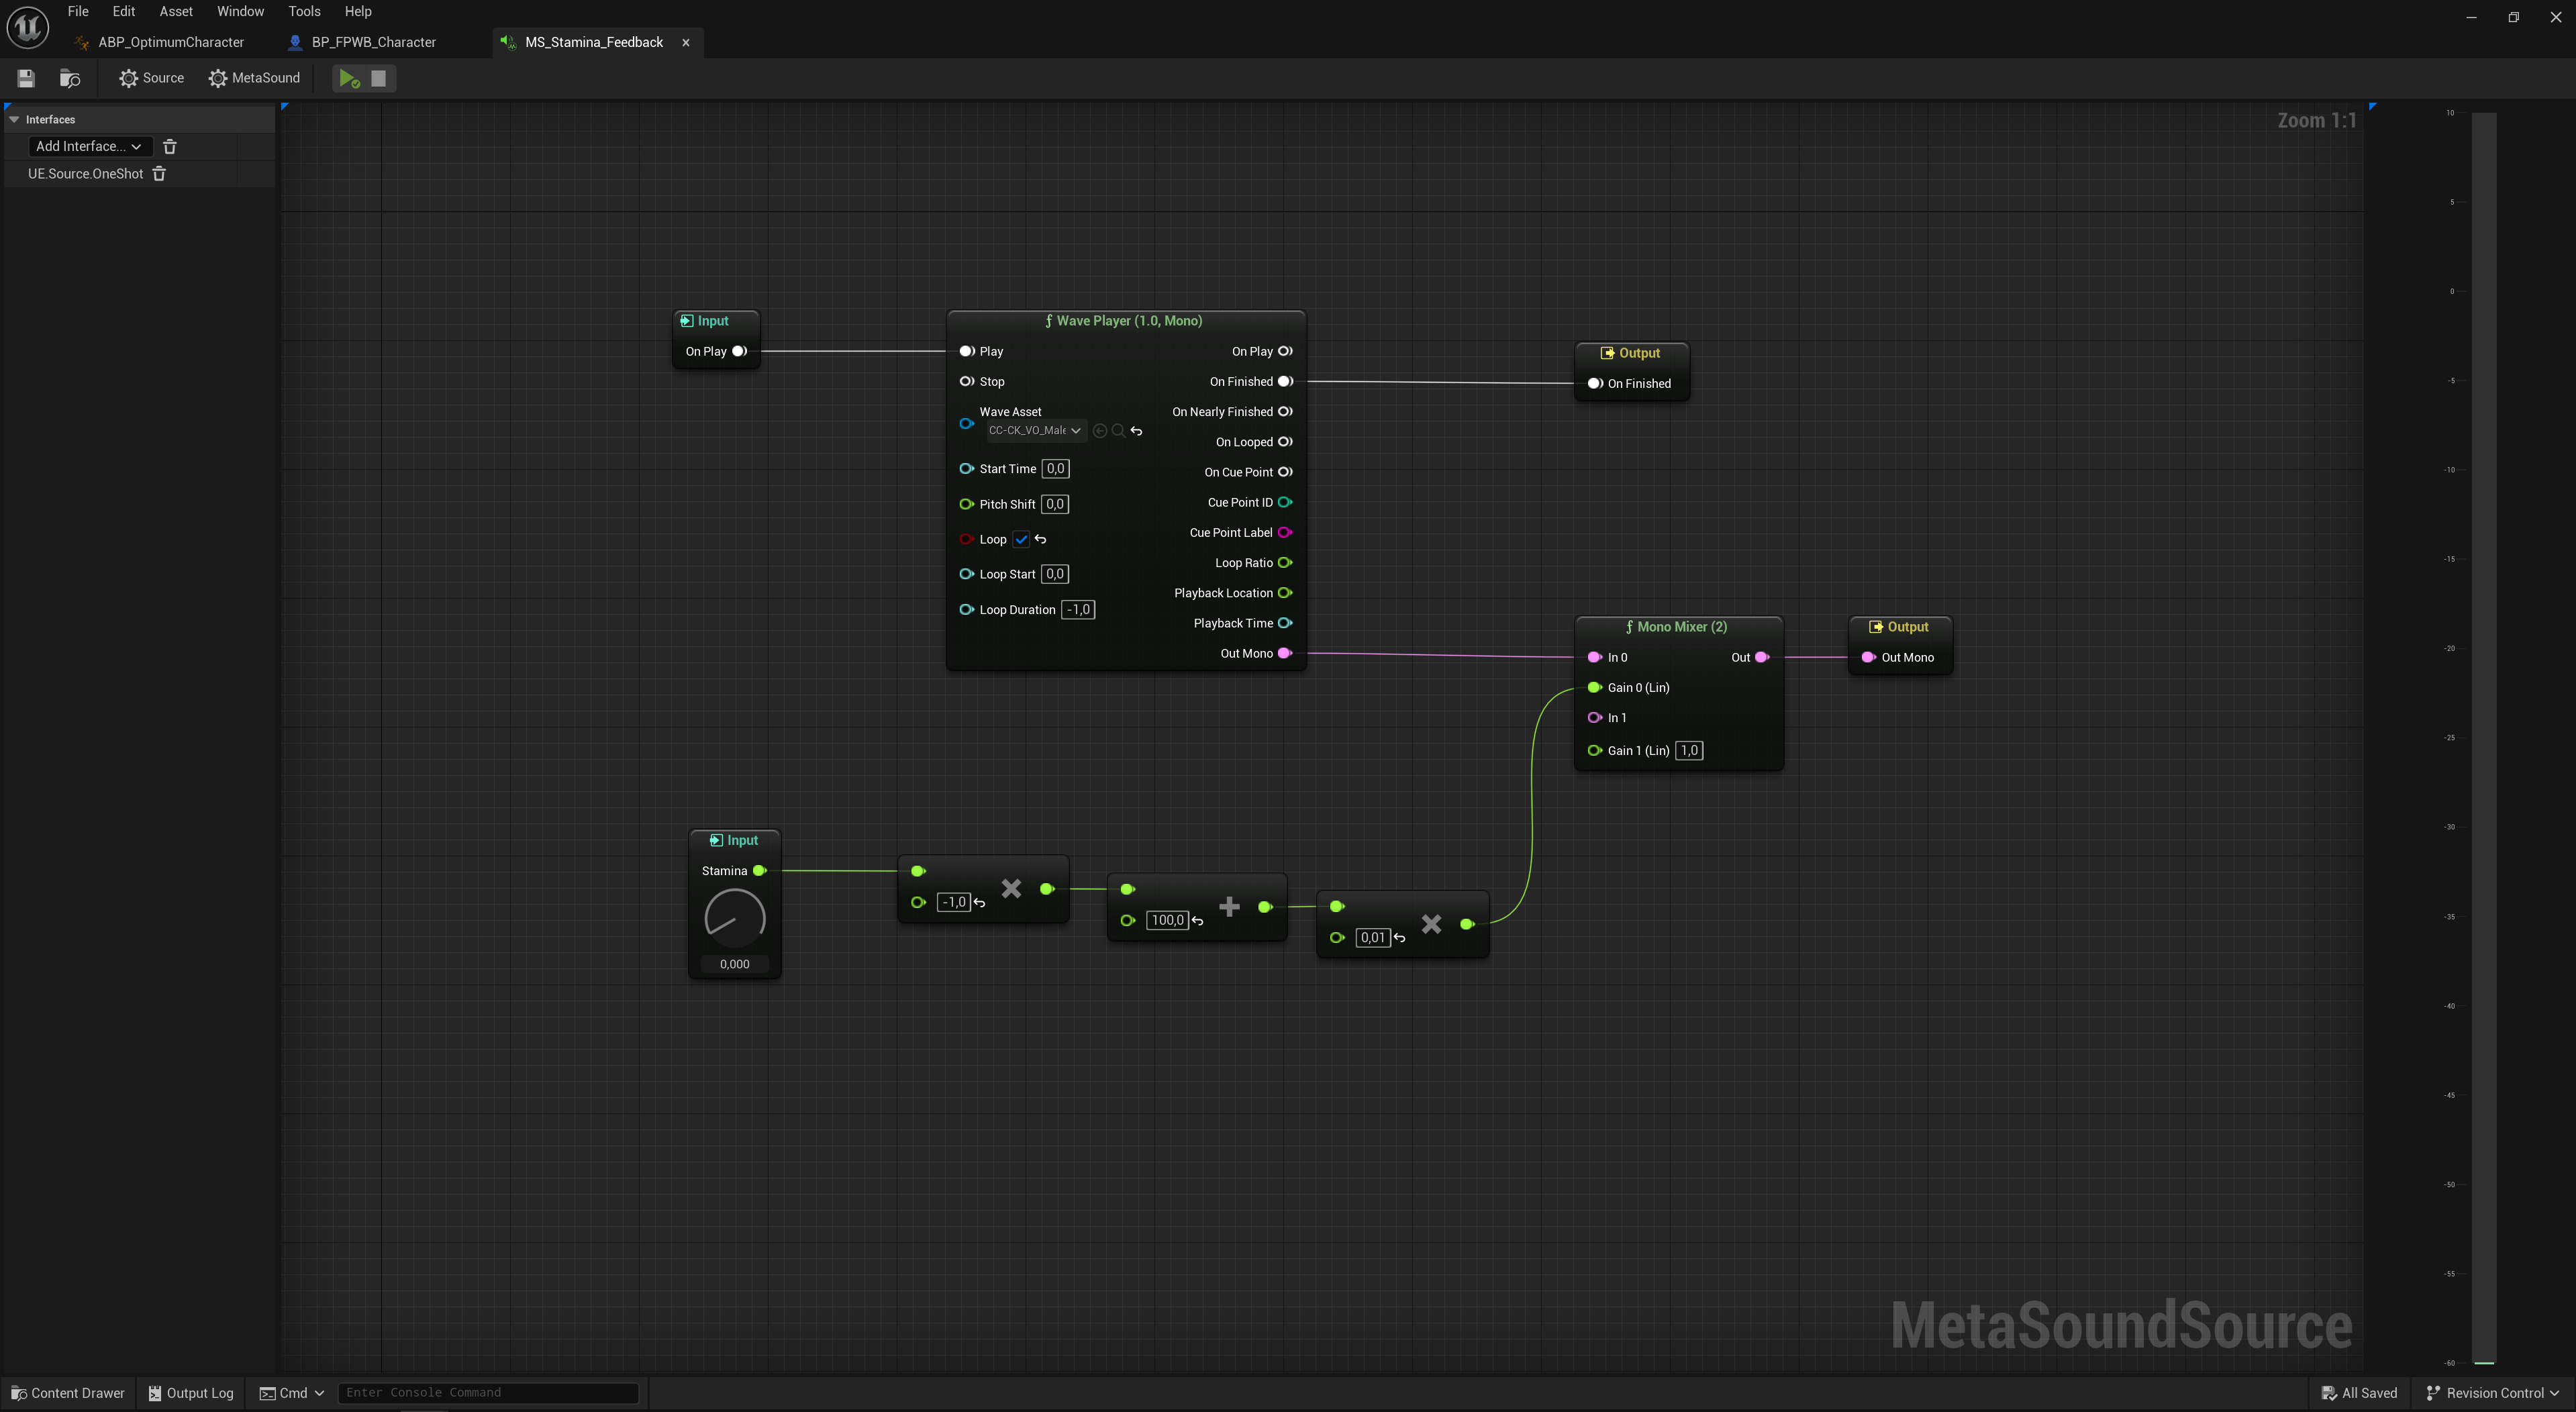 File Edit Asset Window Tools Help
ABP_OptimumCharacter BP_FPWB_Character MS_Stamina_Feedback
Source MetaSound
Interfaces
Add Interface...
UE.Source.OneShot
Zoom 1:1
Input
On Play
Wave Player (1.0, Mono)
Play On Play
Stop On Finished
Wave Asset On Nearly Finished
CC-CK_VO_Male
On Looped
On Cue Point
Start Time 0,0
Cue Point ID
Pitch Shift 0,0
Cue Point Label
Loop
Loop Ratio
Loop Start 0,0
Playback Location
Loop Duration -1,0
Playback Time
Out Mono
Output
On Finished
Mono Mixer (2)
In 0 Out
Gain 0 (Lin)
In 1
Gain 1 (Lin) 1,0
Output
Out Mono
Input
Stamina
0,000
-1,0
100,0
0,01
10
5
0
-5
-10
-15
-20
-25
-30
-35
-40
-45
-50
-55
-60
MetaSoundSource
Content Drawer Output Log Cmd Enter Console Command All Saved Revision Control